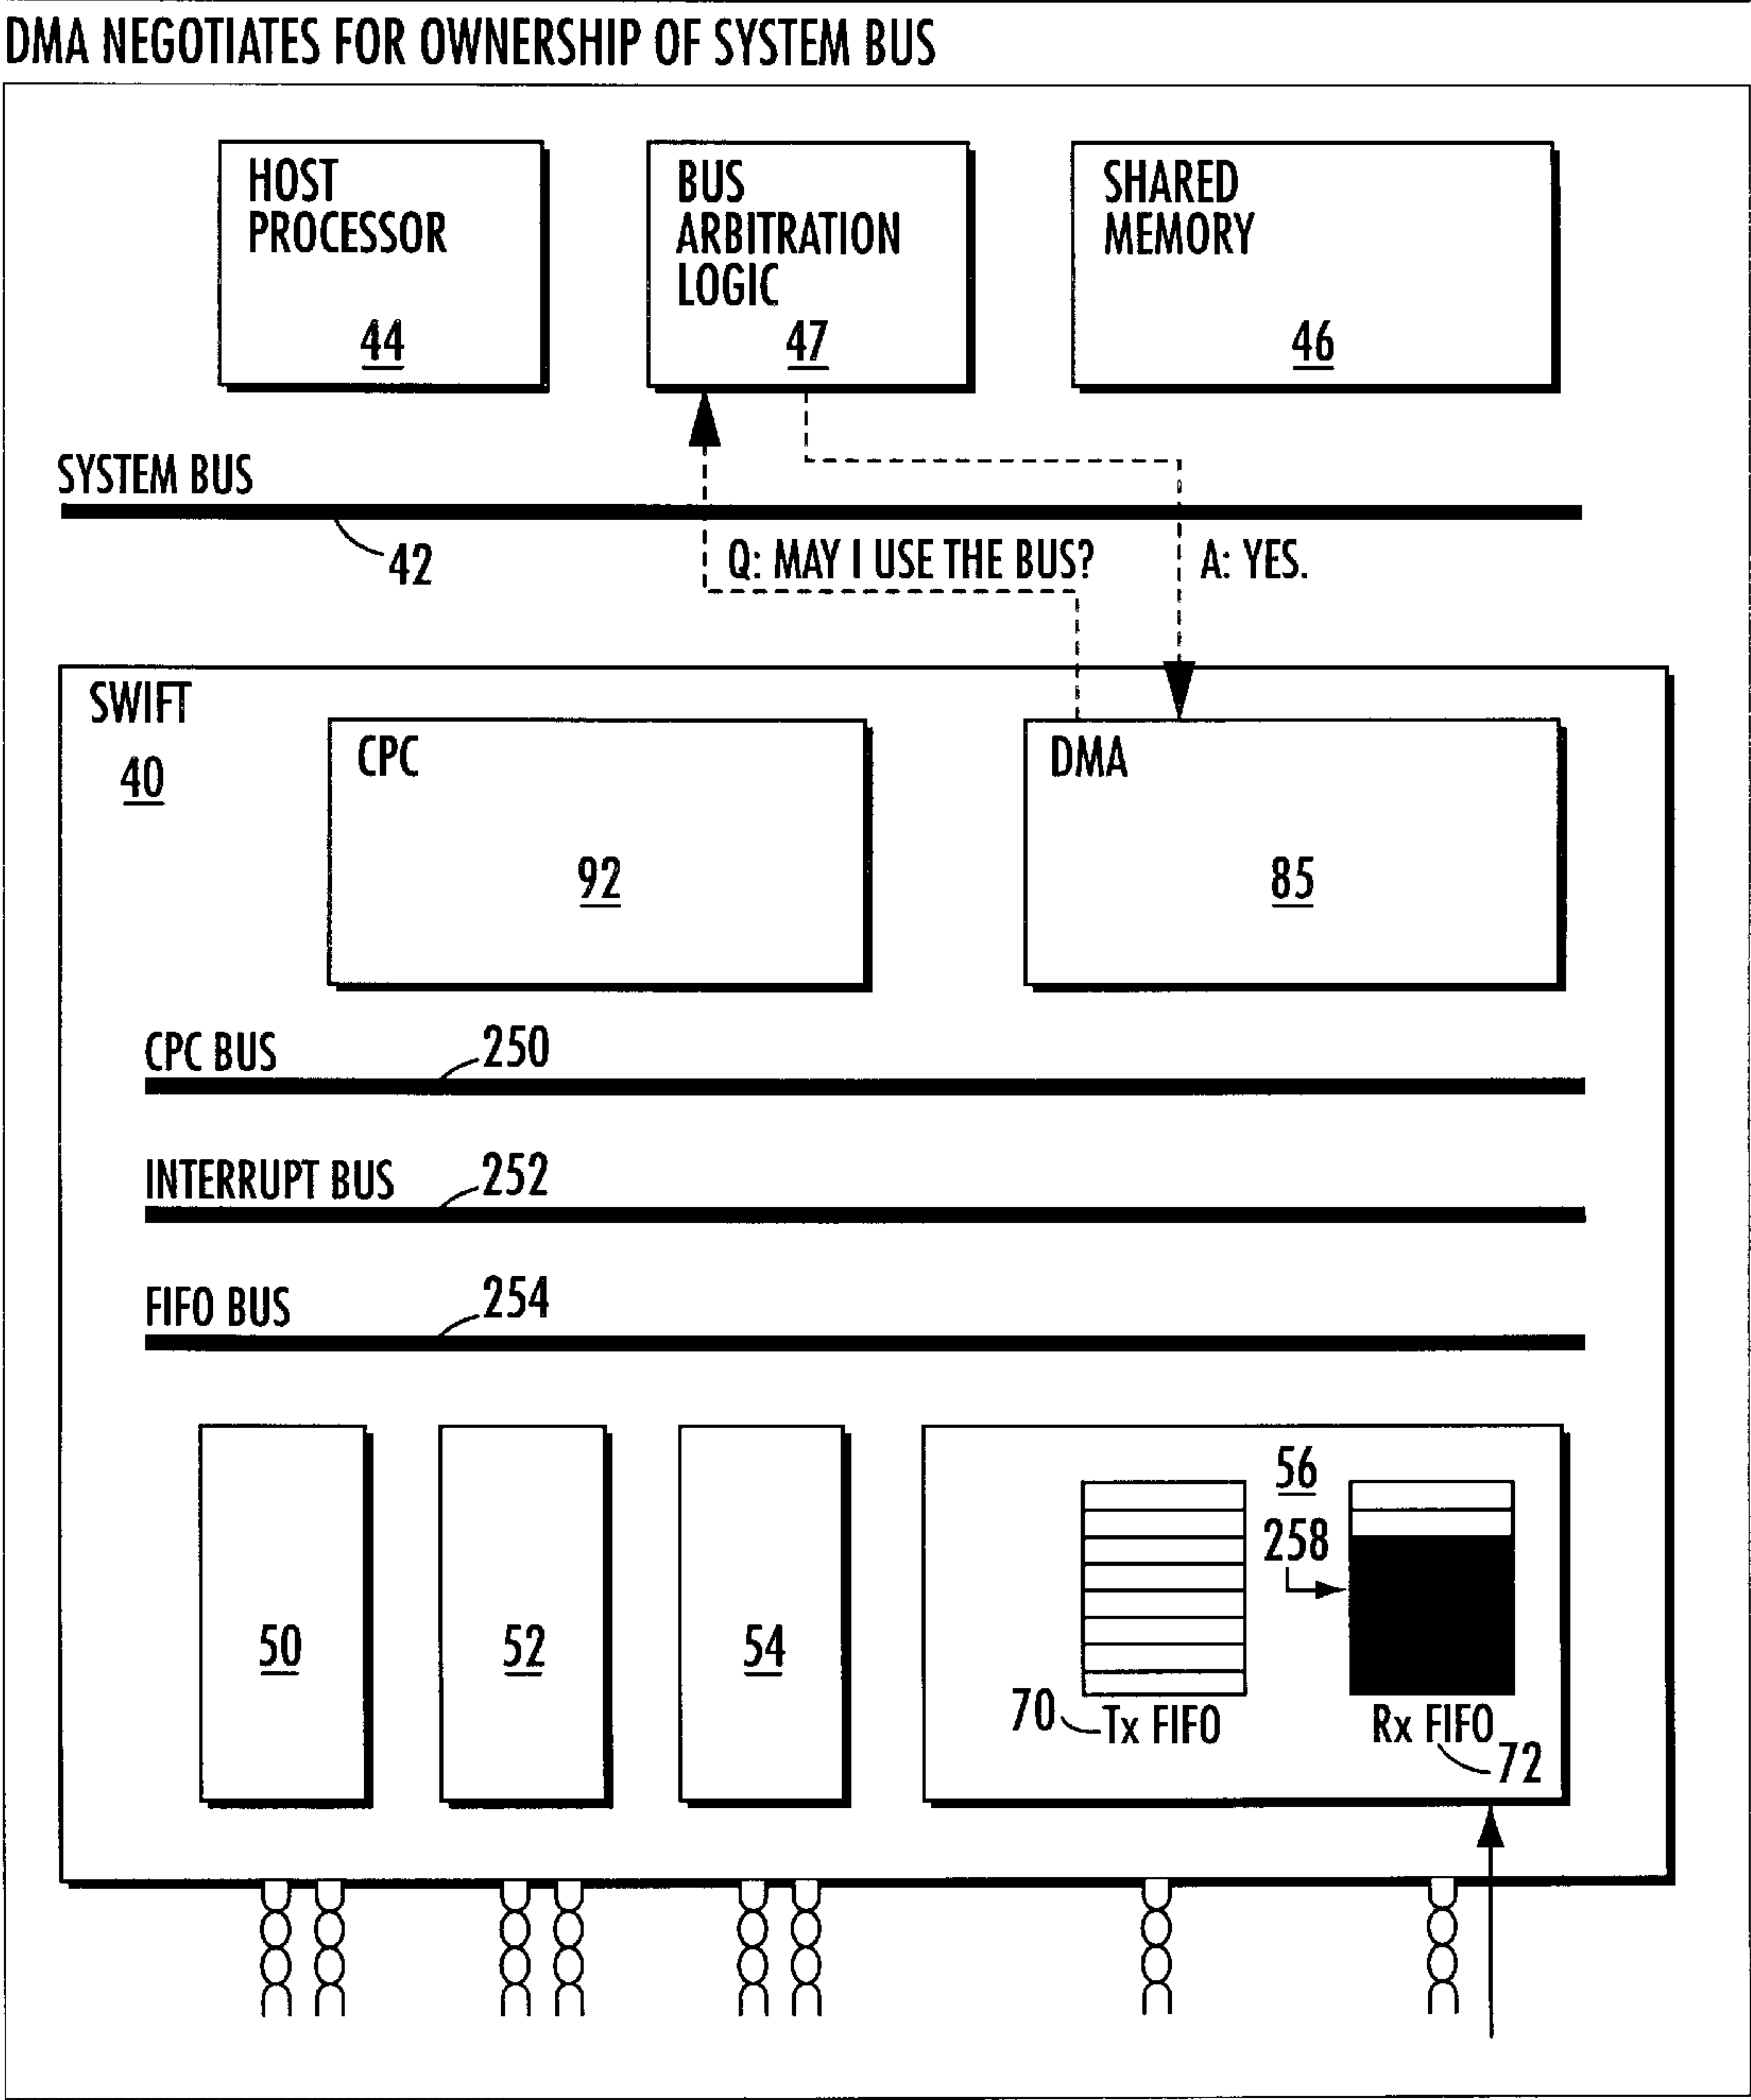 DMA NEGOTIATES FOR OWNERSHIP OF SYSTEM BUS
HOST
PROCESSOR
44
BUS
ARBITRATION
LOGIC
47
SHARED
MEMORY
46
SYSTEM BUS
42
Q: MAY I USE THE BUS?
A: YES.
SWIFT
40
CPC
92
DMA
85
CPC BUS
250
INTERRUPT BUS
252
FIFO BUS
254
50
52
54
56
258
70
Tx FIFO
Rx FIFO
72